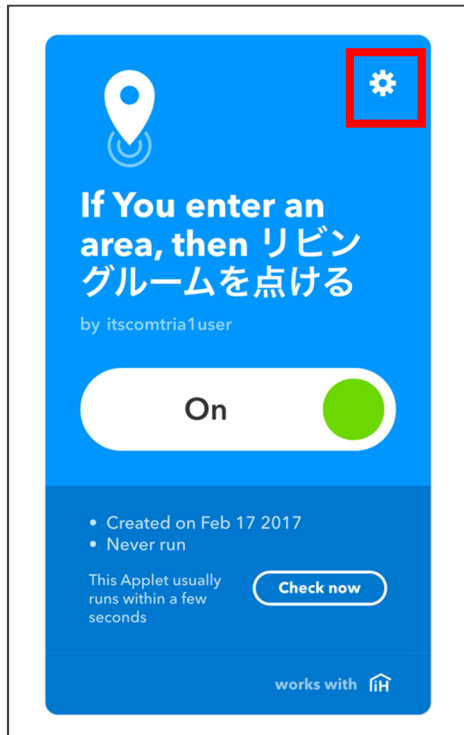 If You enter an
area, then リビン
グルームを点ける
by itscomtria1user
On
• Created on Feb 17 2017
• Never run
This Applet usually
runs within a few
seconds
Check now
works with iH